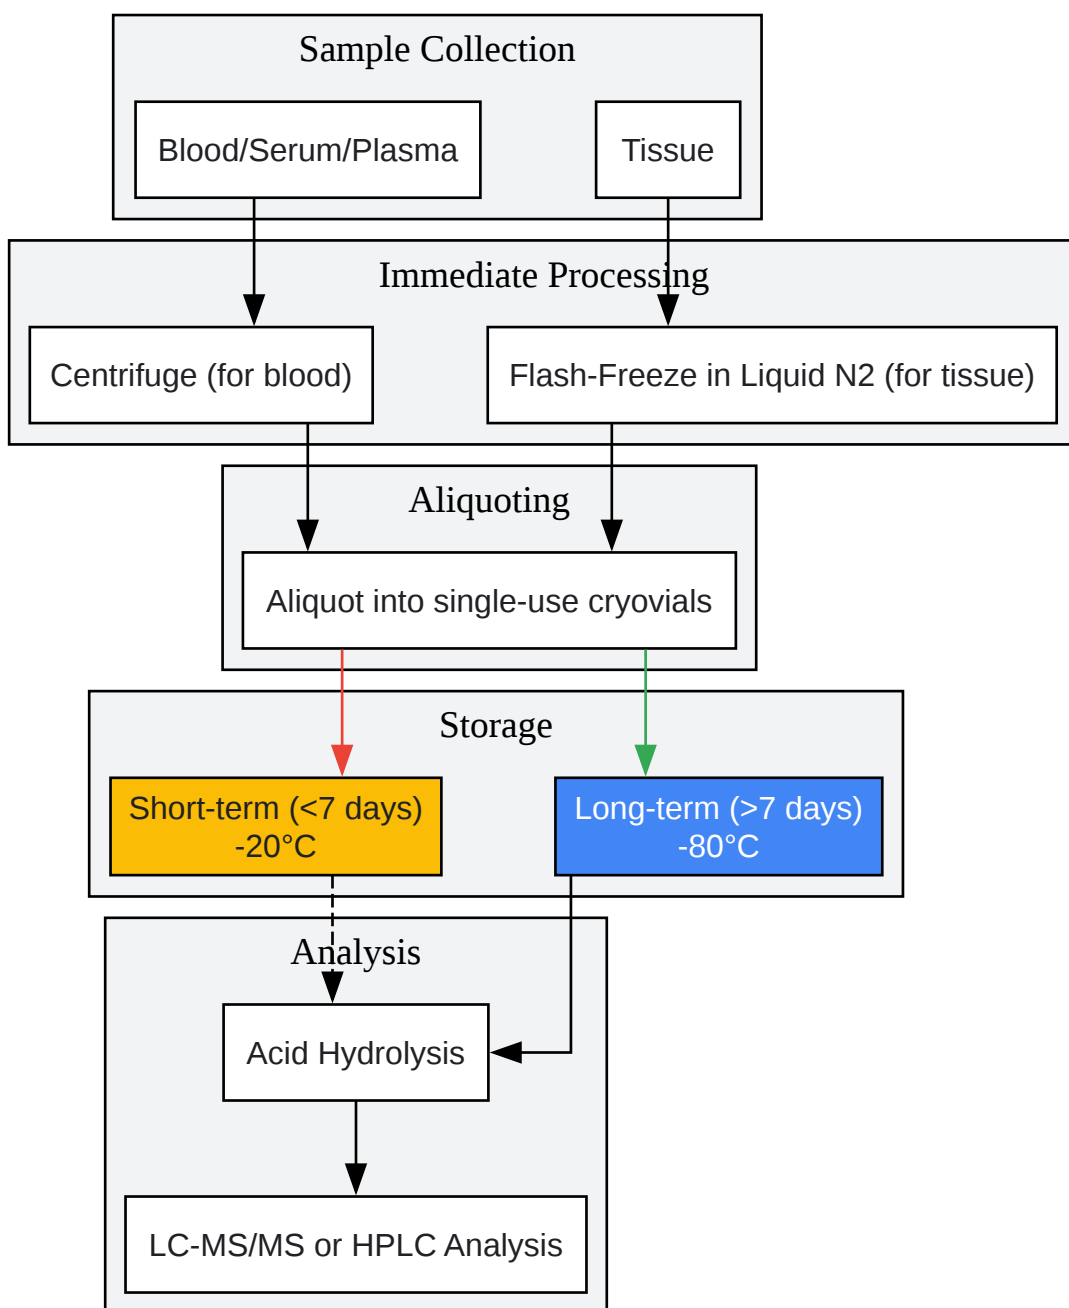 Sample Collection
Blood/Serum/Plasma
Tissue
Immediate Processing
Centrifuge (for blood)
Flash-Freeze in Liquid N2 (for tissue)
Aliquoting
Aliquot into single-use cryovials
Storage
Short-term (<7 days)
-20°C
Long-term (>7 days)
-80°C
Analysis
Acid Hydrolysis
LC-MS/MS or HPLC Analysis